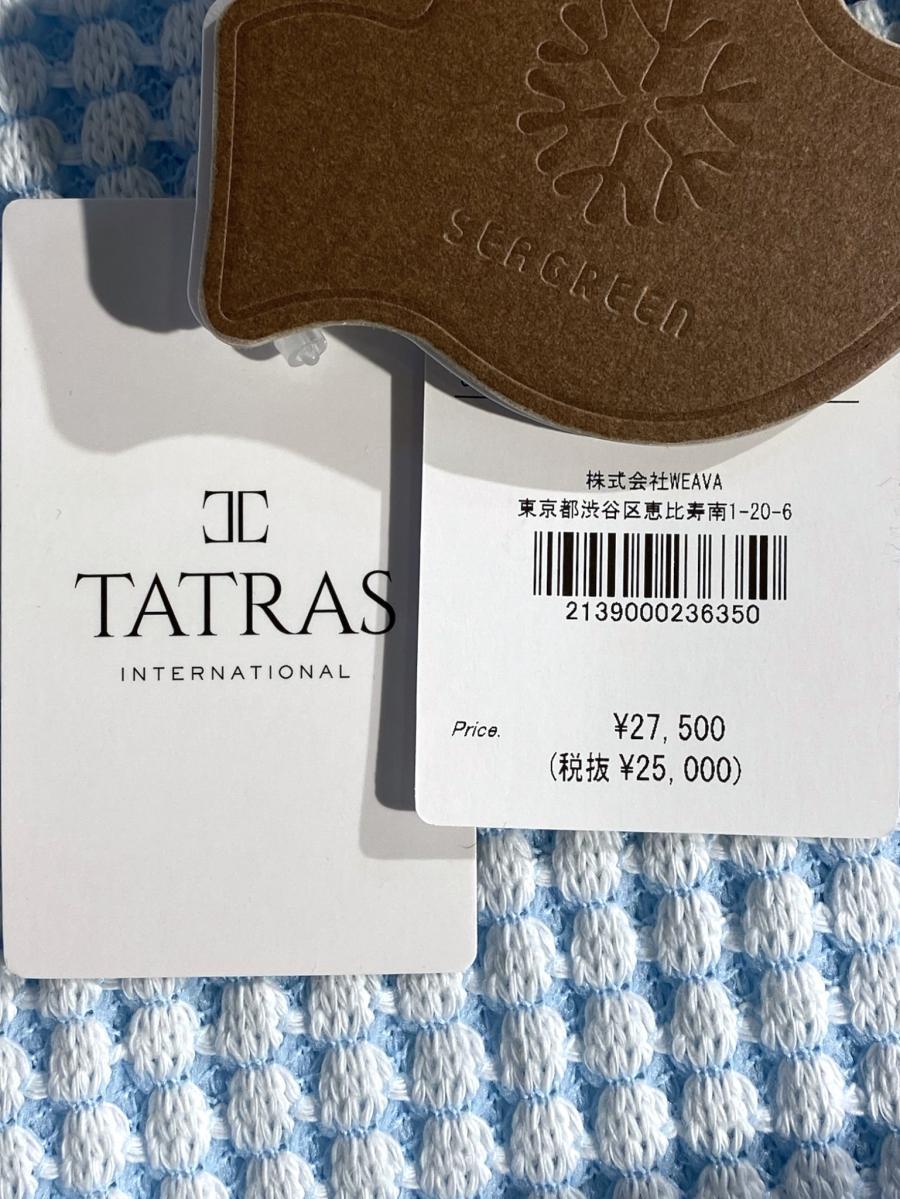 SEAGREEN
TATRAS
INTERNATIONAL
株式会社WEAVA
東京都渋谷区恵比寿南1-20-6
2139000236350
Price. ¥27,500
(税抜 ¥25,000)